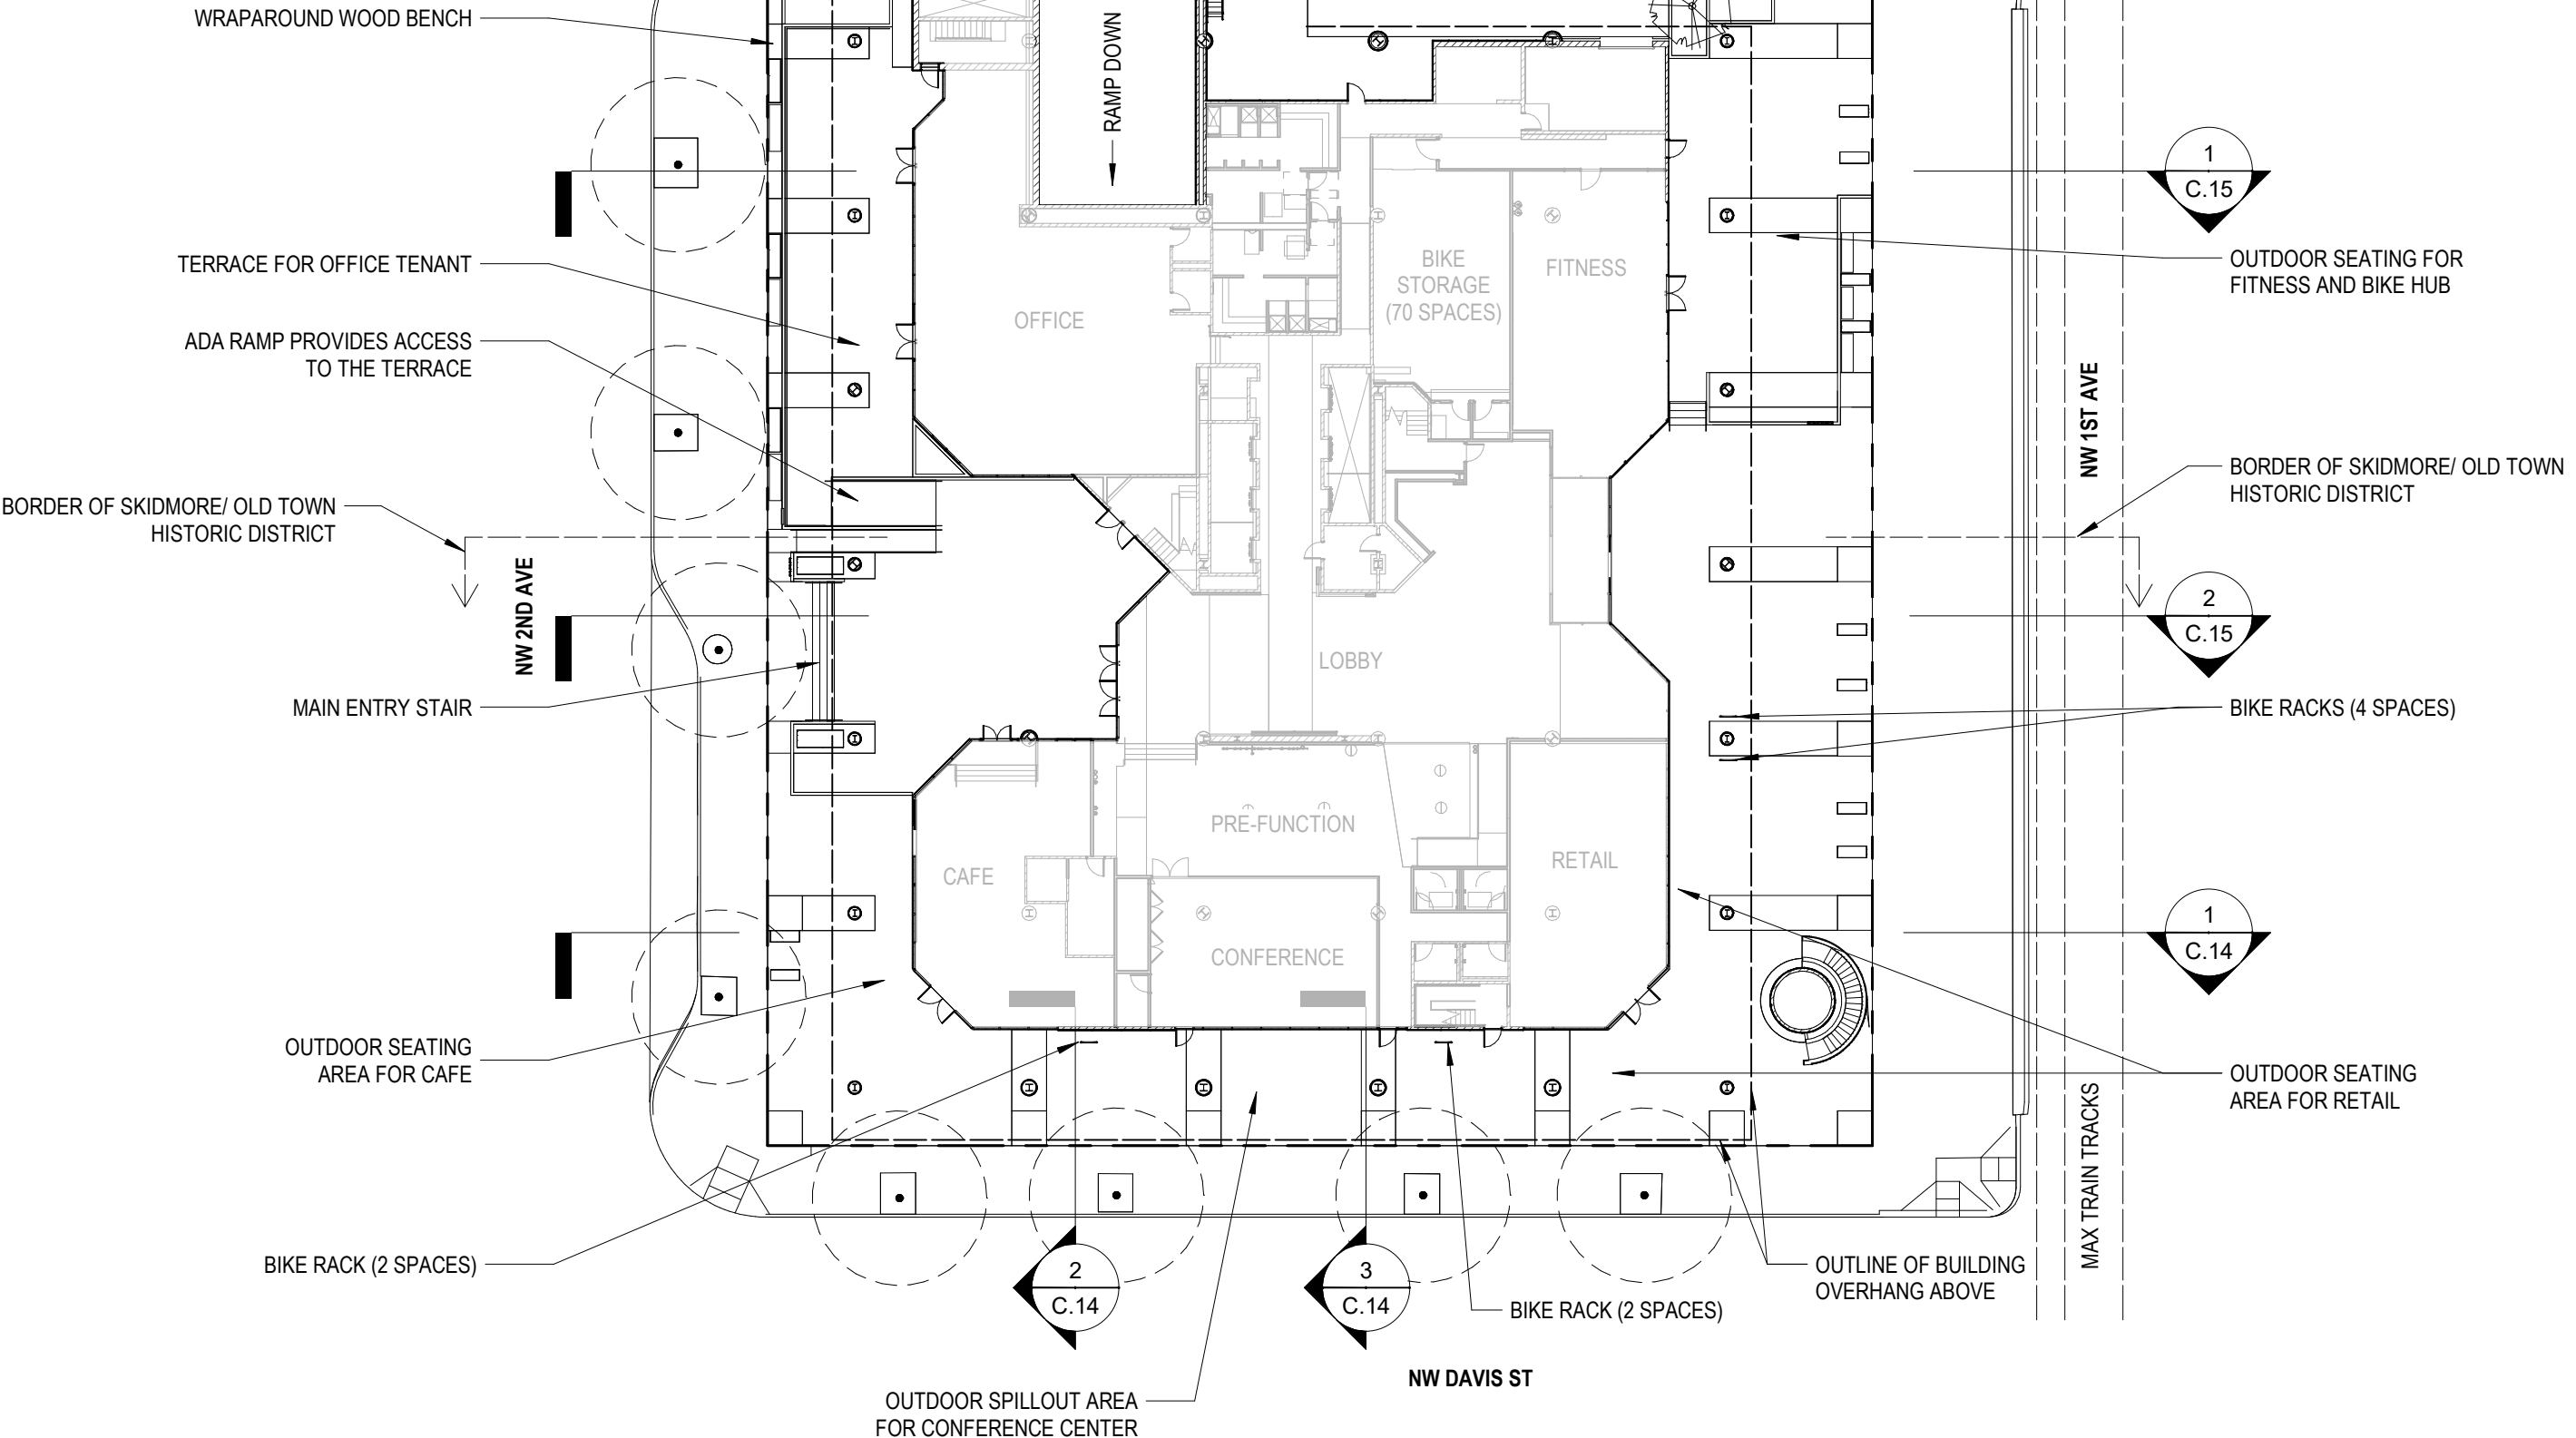 WRAPAROUND WOOD BENCH
RAMP DOWN
1
C.15
TERRACE FOR OFFICE TENANT
OUTDOOR SEATING FOR
FITNESS AND BIKE HUB
BIKE
STORAGE
(70 SPACES)
FITNESS
OFFICE
ADA RAMP PROVIDES ACCESS
TO THE TERRACE
NW 1ST AVE
BORDER OF SKIDMORE/ OLD TOWN
HISTORIC DISTRICT
BORDER OF SKIDMORE/ OLD TOWN
HISTORIC DISTRICT
NW 2ND AVE
2
C.15
LOBBY
MAIN ENTRY STAIR
BIKE RACKS (4 SPACES)
PRE-FUNCTION
CAFE
RETAIL
1
C.14
CONFERENCE
OUTDOOR SEATING
AREA FOR CAFE
OUTDOOR SEATING
AREA FOR RETAIL
MAX TRAIN TRACKS
BIKE RACK (2 SPACES)
2
C.14
3
C.14
OUTLINE OF BUILDING
OVERHANG ABOVE
BIKE RACK (2 SPACES)
NW DAVIS ST
OUTDOOR SPILLOUT AREA
FOR CONFERENCE CENTER